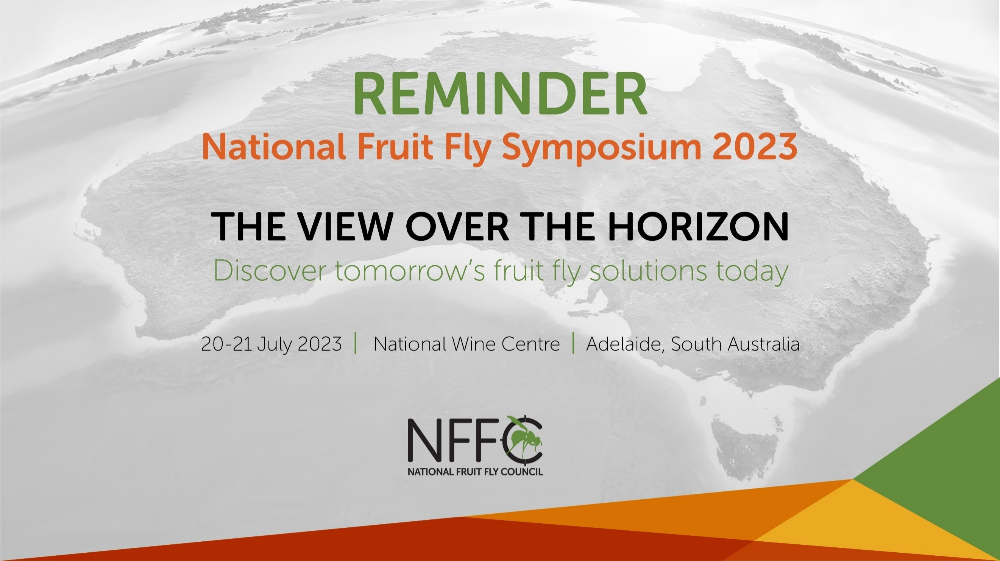 REMINDER
National Fruit Fly Symposium 2023
THE VIEW OVER THE HORIZON
Discover tomorrow’s fruit fly solutions today
20-21 July 2023 | National Wine Centre | Adelaide, South Australia
NFFC
NATIONAL FRUIT FLY COUNCIL